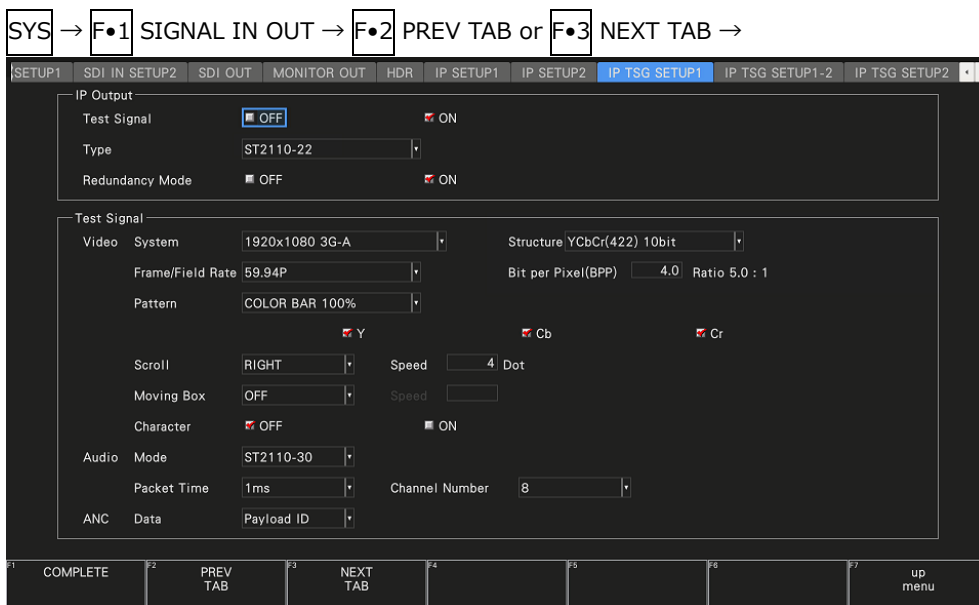 SYS → F•1 SIGNAL IN OUT → F•2 PREV TAB or F•3 NEXT TAB →
SETUP1 SDI IN SETUP2 SDI OUT MONITOR OUT HDR IP SETUP1 IP SETUP2 IP TSG SETUP1 IP TSG SETUP1-2 IP TSG SETUP2
IP Output
Test Signal OFF ON
Type ST2110-22
Redundancy Mode OFF ON
Test Signal
Video System 1920x1080 3G-A Structure YCbCr(422) 10bit
Frame/Field Rate 59.94P Bit per Pixel(BPP) 4.0 Ratio 5.0 : 1
Pattern COLOR BAR 100%
Y Cb Cr
Scroll RIGHT Speed 4 Dot
Moving Box OFF Speed
Character OFF ON
Audio Mode ST2110-30
Packet Time 1ms Channel Number 8
ANC Data Payload ID
F1 COMPLETE F2 PREV TAB F3 NEXT TAB F4 F5 F6 F7 up menu